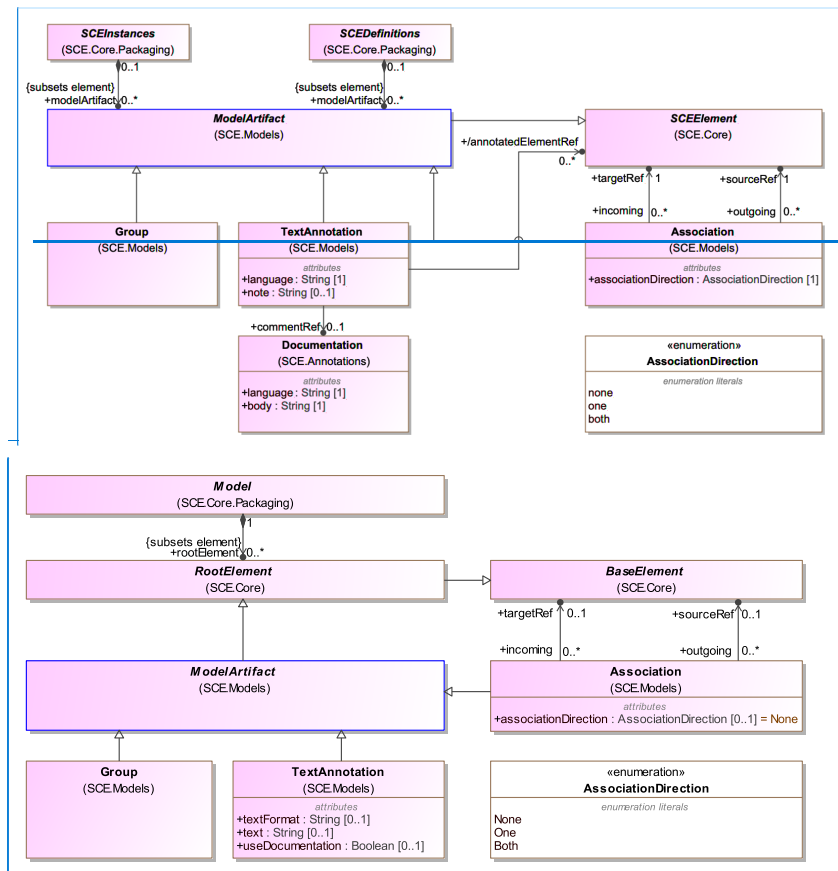 SCEInstances
(SCE.Core.Packaging)
SCEDefinitions
(SCE.Core.Packaging)
0..1
0..1
{subsets element}
+modelArtifact 0..*
{subsets element}
+modelArtifact 0..*
ModelArtifact
(SCE.Models)
SCEElement
(SCE.Core)
+/annotatedElementRef
0..*
+targetRef 1
+sourceRef 1
+incoming 0..*
+outgoing 0..*
Group
(SCE.Models)
TextAnnotation
(SCE.Models)
attributes
+language : String [1]
+note : String [0..1]
Association
(SCE.Models)
attributes
+associationDirection : AssociationDirection [1]
+commentRef 0..1
Documentation
(SCE.Annotations)
attributes
+language : String [1]
+body : String [1]
«enumeration»
AssociationDirection
enumeration literals
none
one
both
Model
(SCE.Core.Packaging)
1
{subsets element}
+rootElement 0..*
RootElement
(SCE.Core)
BaseElement
(SCE.Core)
+targetRef 0..1
+sourceRef 0..1
+incoming 0..*
+outgoing 0..*
ModelArtifact
(SCE.Models)
Association
(SCE.Models)
attributes
+associationDirection : AssociationDirection [0..1] = None
Group
(SCE.Models)
TextAnnotation
(SCE.Models)
attributes
+textFormat : String [0..1]
+text : String [0..1]
+useDocumentation : Boolean [0..1]
«enumeration»
AssociationDirection
enumeration literals
None
One
Both